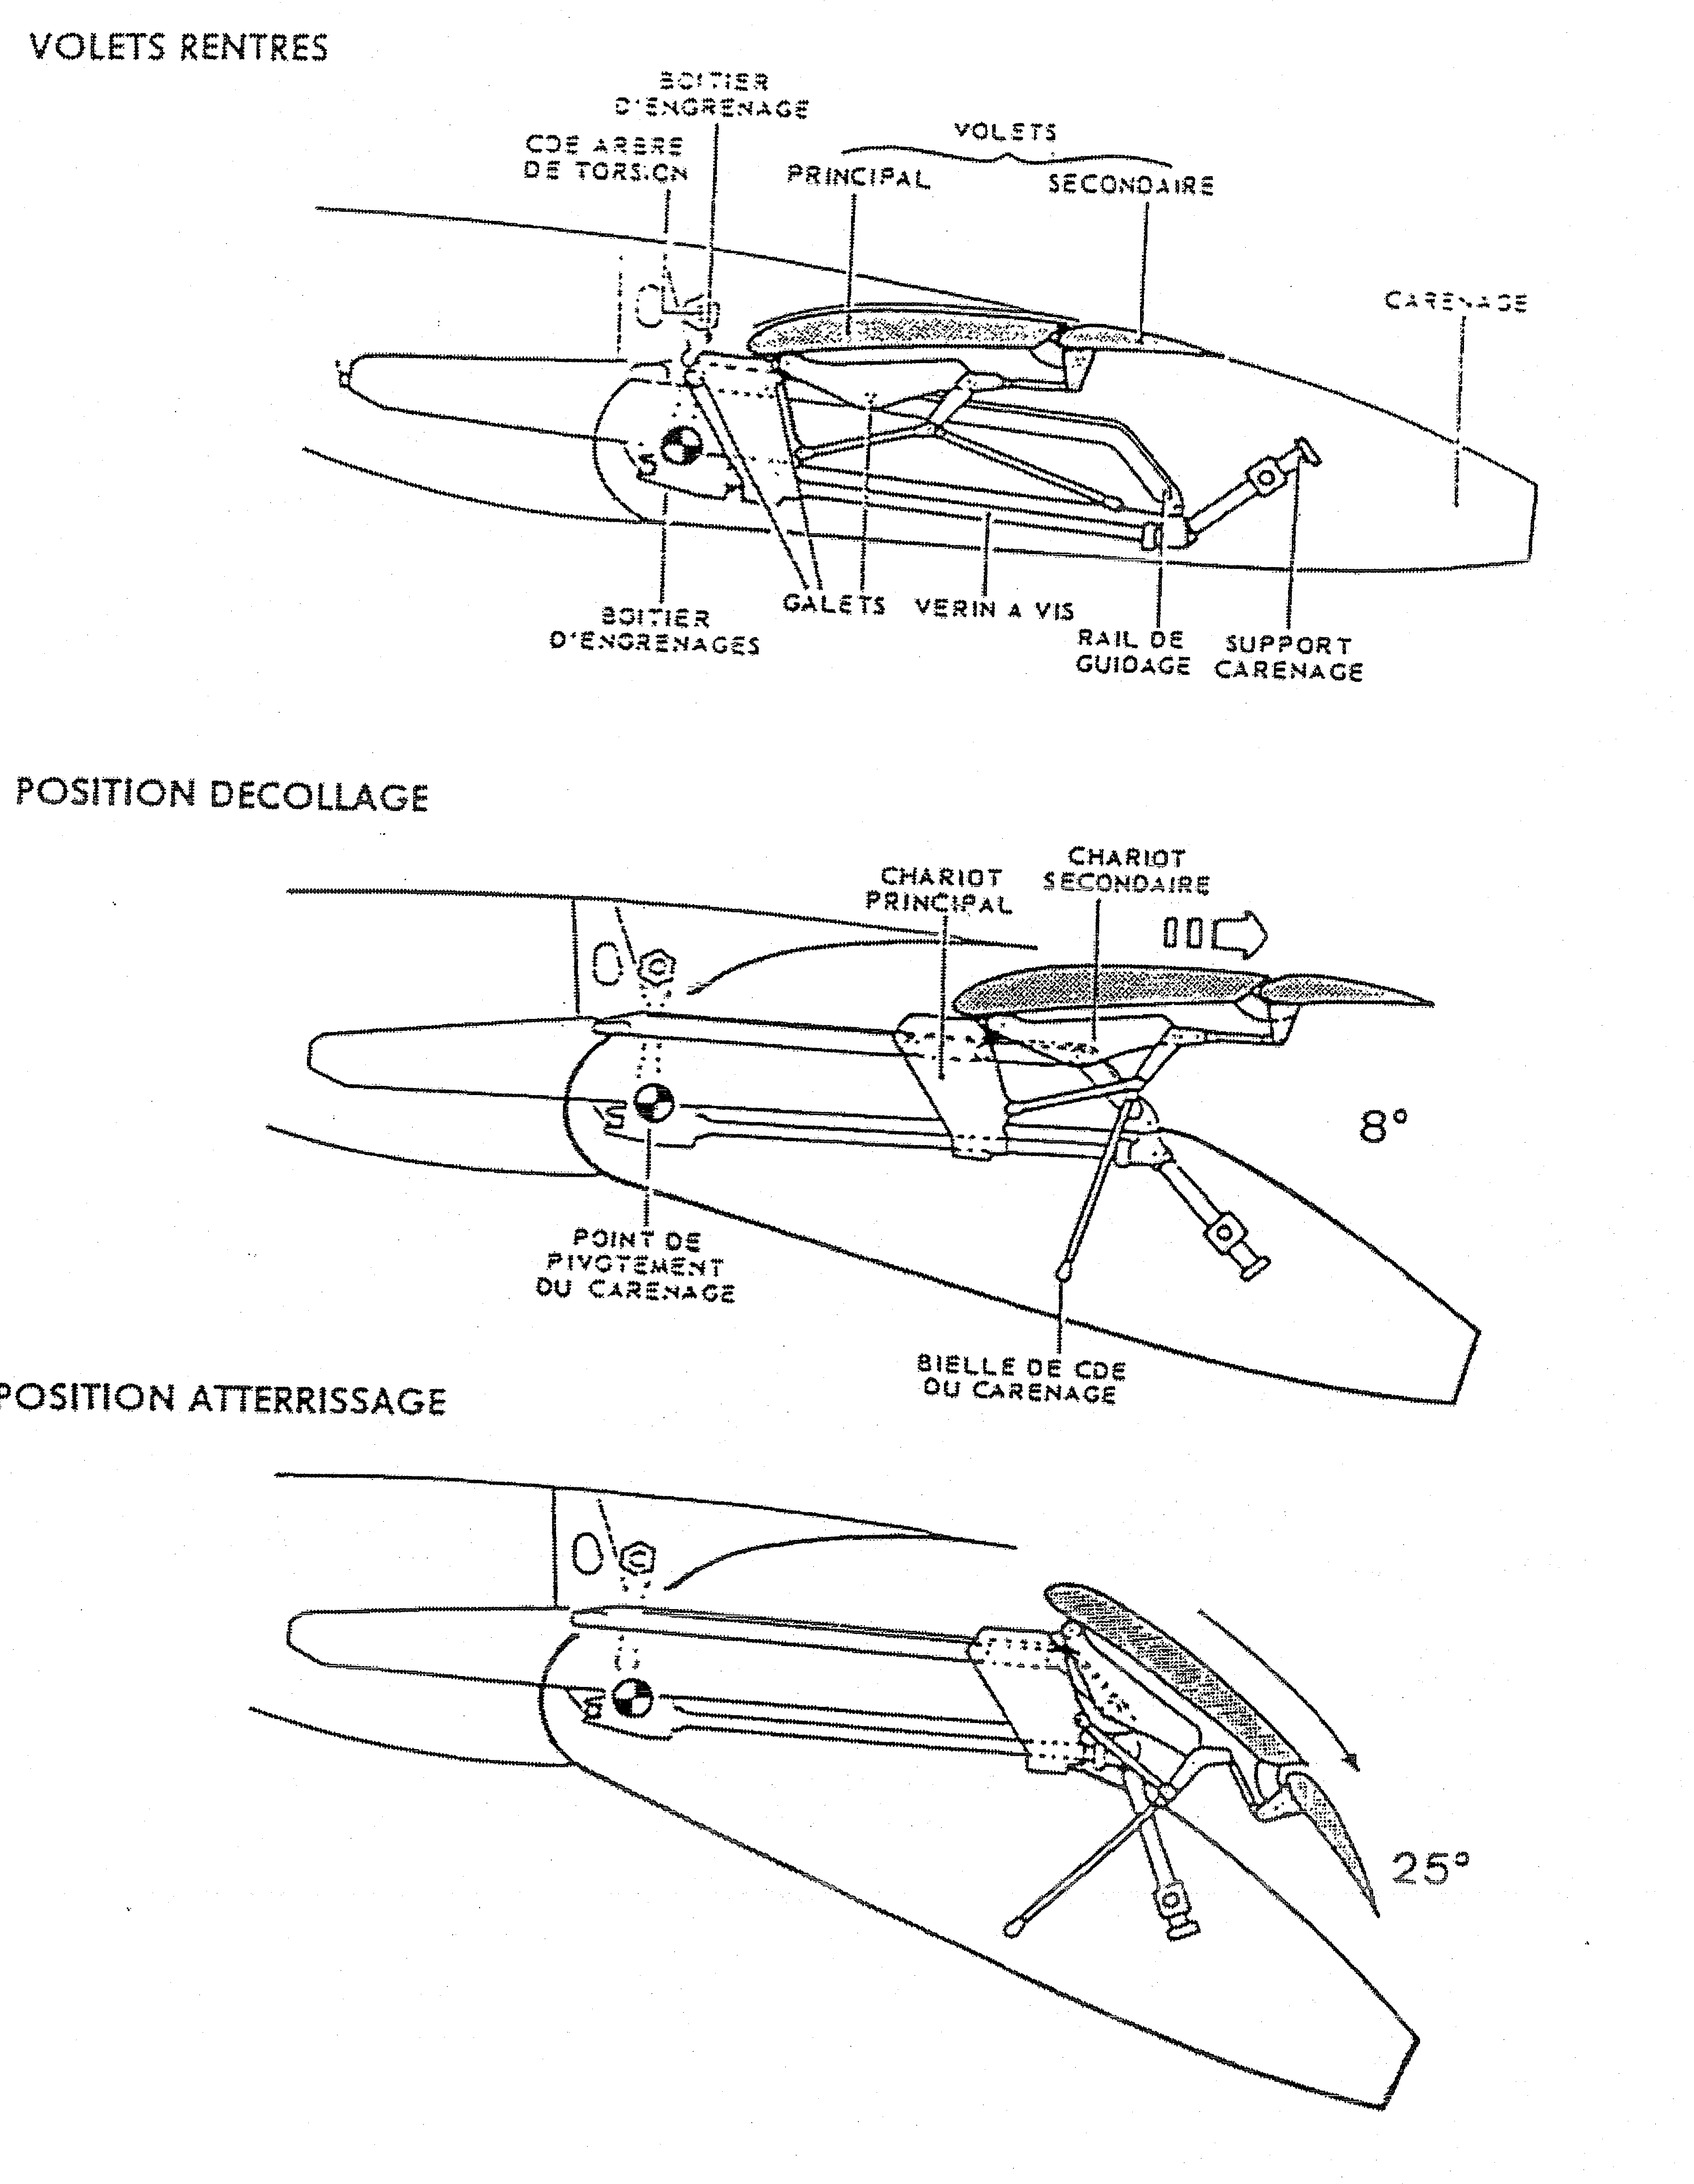 VOLETS RENTRES
BOITIER
D'ENGRENAGE
CDE ARBRE
DE TORSION
VOLETS
PRINCIPAL
SECONDAIRE
CARENAGE
GALETS
VERIN A VIS
BOITIER
D'ENGRENAGES
RAIL DE
GUIDAGE
SUPPORT
CARENAGE
POSITION DECOLLAGE
CHARIOT
PRINCIPAL
CHARIOT
SECONDAIRE
8°
POINT DE
PIVOTEMENT
DU CARENAGE
BIELLE DE CDE
DU CARENAGE
POSITION ATTERRISSAGE
25°